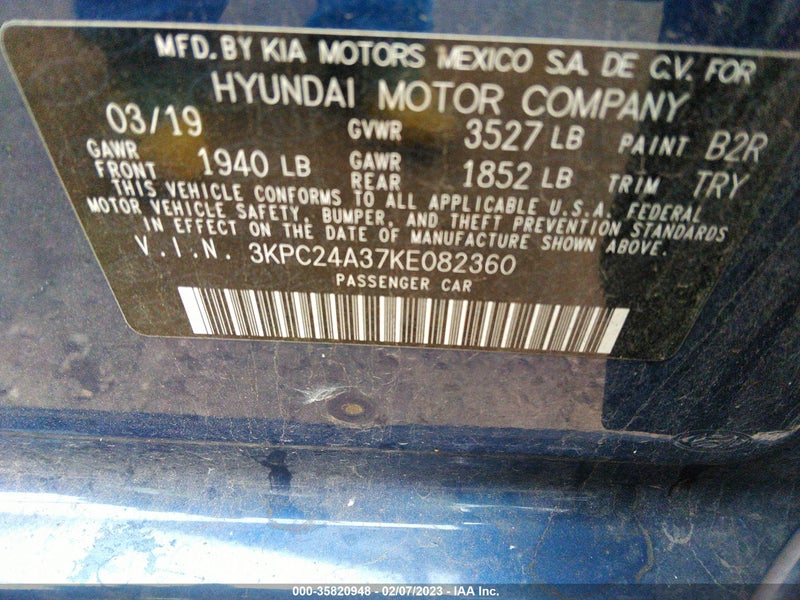 MFD. BY KIA MOTORS MEXICO S.A. DE C.V. FOR
HYUNDAI MOTOR COMPANY
03/19 GVWR 3527 LB PAINT B2R
GAWR FRONT 1940 LB GAWR REAR 1852 LB TRIM TRY
THIS VEHICLE CONFORMS TO ALL APPLICABLE U.S.A. FEDERAL
MOTOR VEHICLE SAFETY, BUMPER, AND THEFT PREVENTION STANDARDS
IN EFFECT ON THE DATE OF MANUFACTURE SHOWN ABOVE.
V.I.N. 3KPC24A37KE082360
PASSENGER CAR
000-35820948 - 02/07/2023 - IAA Inc.